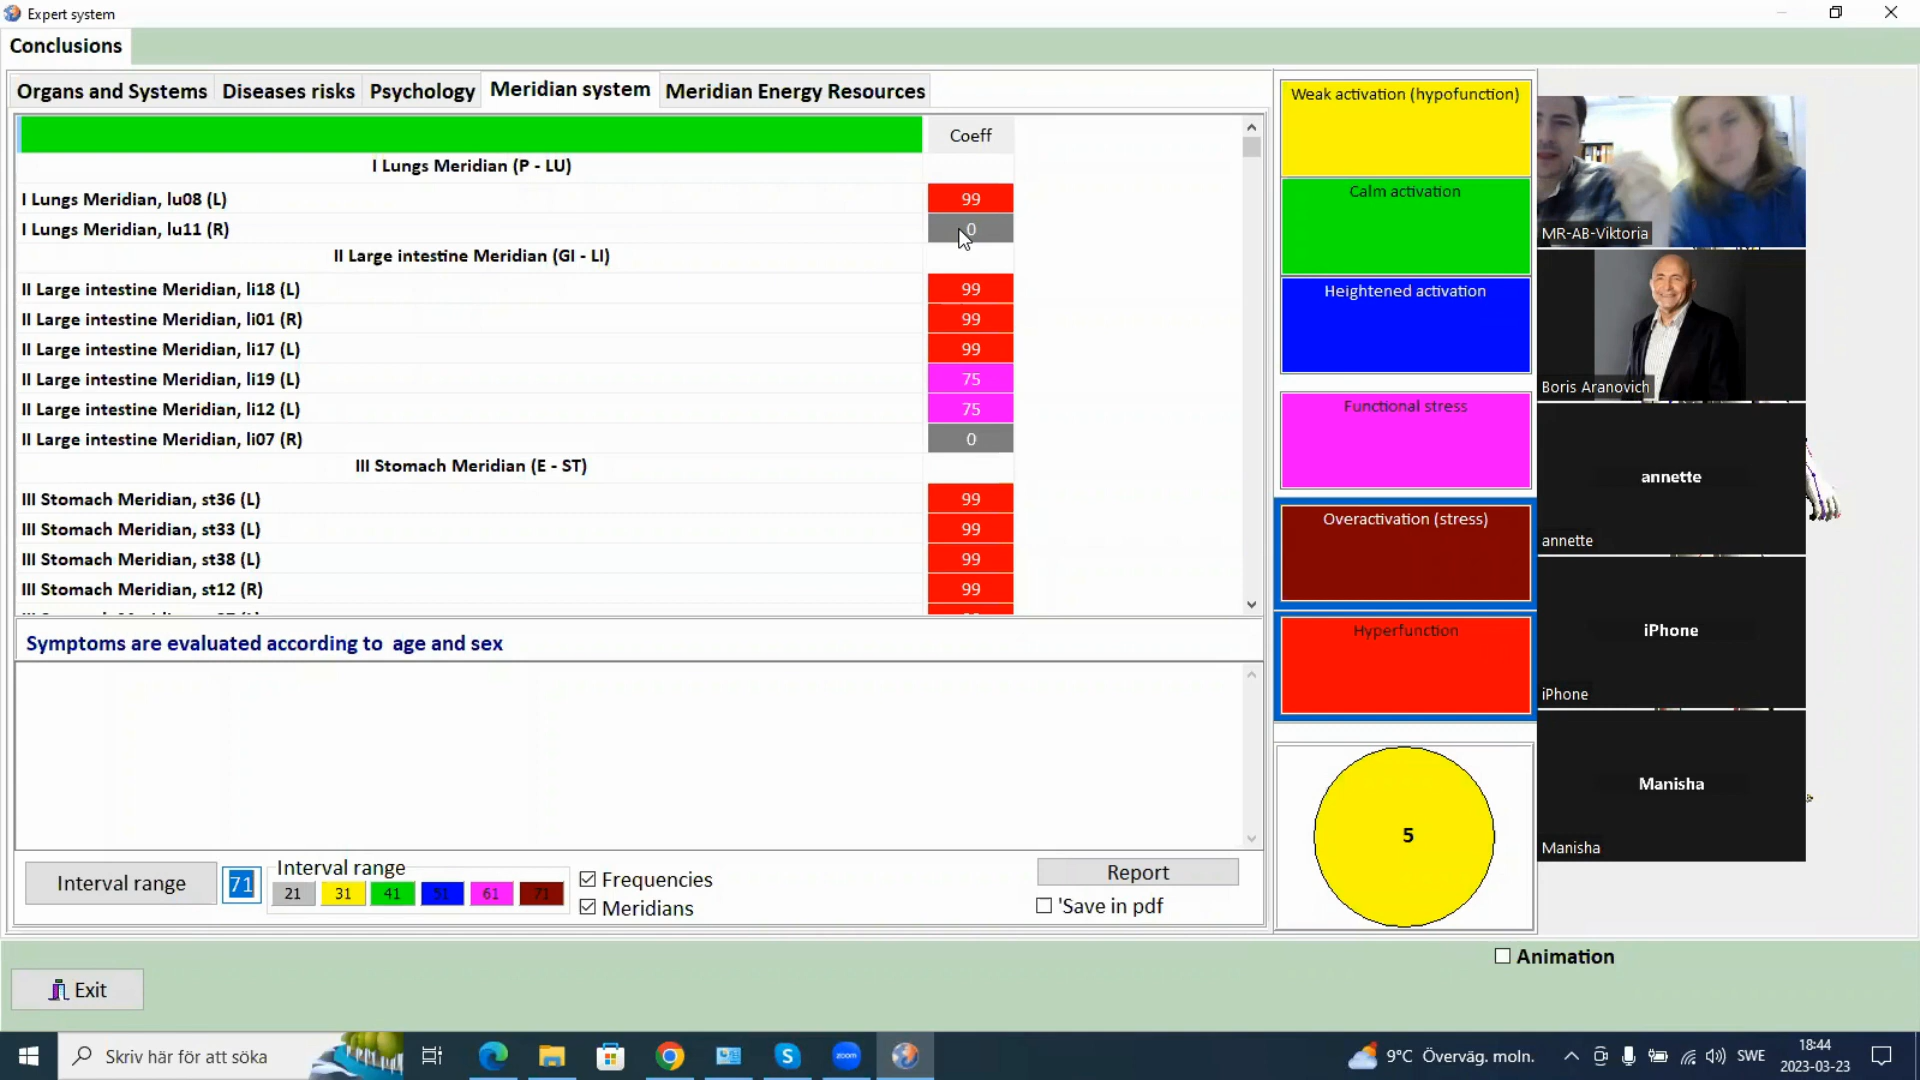 Expert system
Conclusions
Organs and Systems
Diseases risks
Psychology
Meridian system
Meridian Energy Resources
Coeff
I Lungs Meridian (P - LU)
I Lungs Meridian, lu08 (L) 99
I Lungs Meridian, lu11 (R) 0
II Large intestine Meridian (GI - LI)
II Large intestine Meridian, li18 (L) 99
II Large intestine Meridian, li01 (R) 99
II Large intestine Meridian, li17 (L) 99
II Large intestine Meridian, li19 (L) 75
II Large intestine Meridian, li12 (L) 75
II Large intestine Meridian, li07 (R) 0
III Stomach Meridian (E - ST)
III Stomach Meridian, st36 (L) 99
III Stomach Meridian, st33 (L) 99
III Stomach Meridian, st38 (L) 99
III Stomach Meridian, st12 (R) 99
Symptoms are evaluated according to age and sex
Interval range
71
Interval range
21 31 41 51 61 71
Frequencies
Meridians
Report
'Save in pdf
Weak activation (hypofunction)
Calm activation
Heightened activation
Functional stress
Overactivation (stress)
Hyperfunction
5
MR-AB-Viktoria
Boris Aranovich
annette
annette
iPhone
iPhone
Manisha
Manisha
Animation
Exit
Skriv här för att söka
zoom
9°C Överväg. moln.
SWE
18:44
2023-03-23